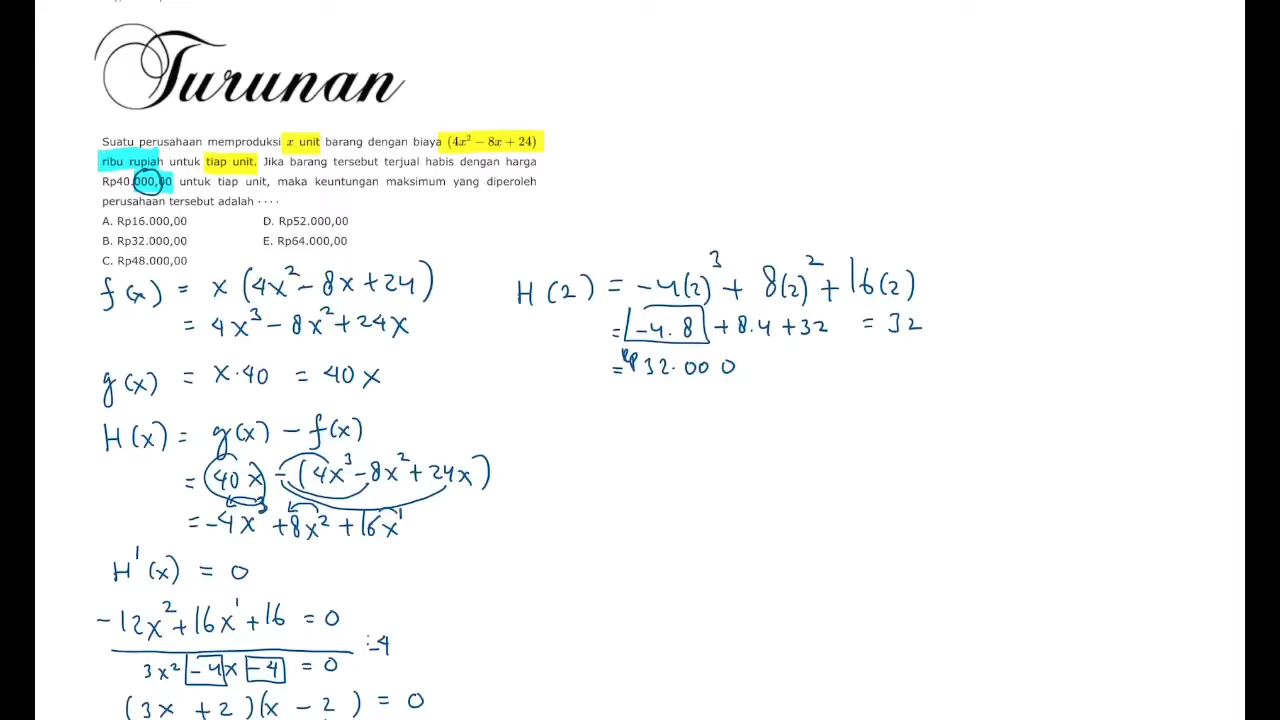 Turunan
Suatu perusahaan memproduksi x unit barang dengan biaya (4x² − 8x + 24)
ribu rupiah untuk tiap unit. Jika barang tersebut terjual habis dengan harga
Rp40.000,00 untuk tiap unit, maka keuntungan maksimum yang diperoleh
perusahaan tersebut adalah ····
A. Rp16.000,00 D. Rp52.000,00
B. Rp32.000,00 E. Rp64.000,00
C. Rp48.000,00
f(x) = x (4x² − 8x + 24)
= 4x³ − 8x² + 24x
g(x) = x·40 = 40x
H(x) = g(x) − f(x)
= 40x − (4x³ − 8x² + 24x)
= −4x³ + 8x² + 16x¹
H'(x) = 0
−12x² + 16x¹ + 16 = 0
:−4
3x² − 4x − 4 = 0
(3x + 2)(x − 2) = 0
H(2) = −4(2)³ + 8(2)² + 16(2)
= −4.8 + 8.4 + 32 = 32
= Rp 32.000